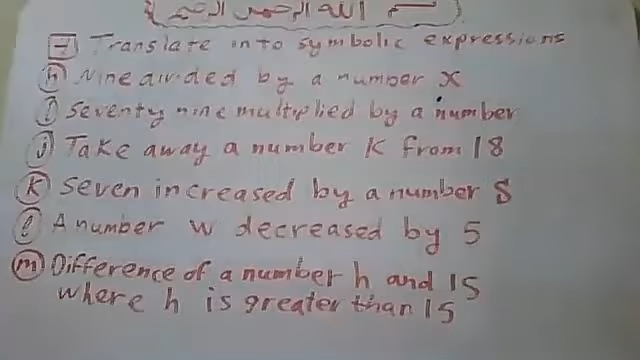 بسم الله الرحمن الرحيم
Translate into symbolic expressions
h Nine divided by a number x
i Seventy nine multiplied by a number
j Take away a number K from 18
K Seven increased by a number S
l A number w decreased by 5
m Difference of a number h and 15
where h is greater than 15